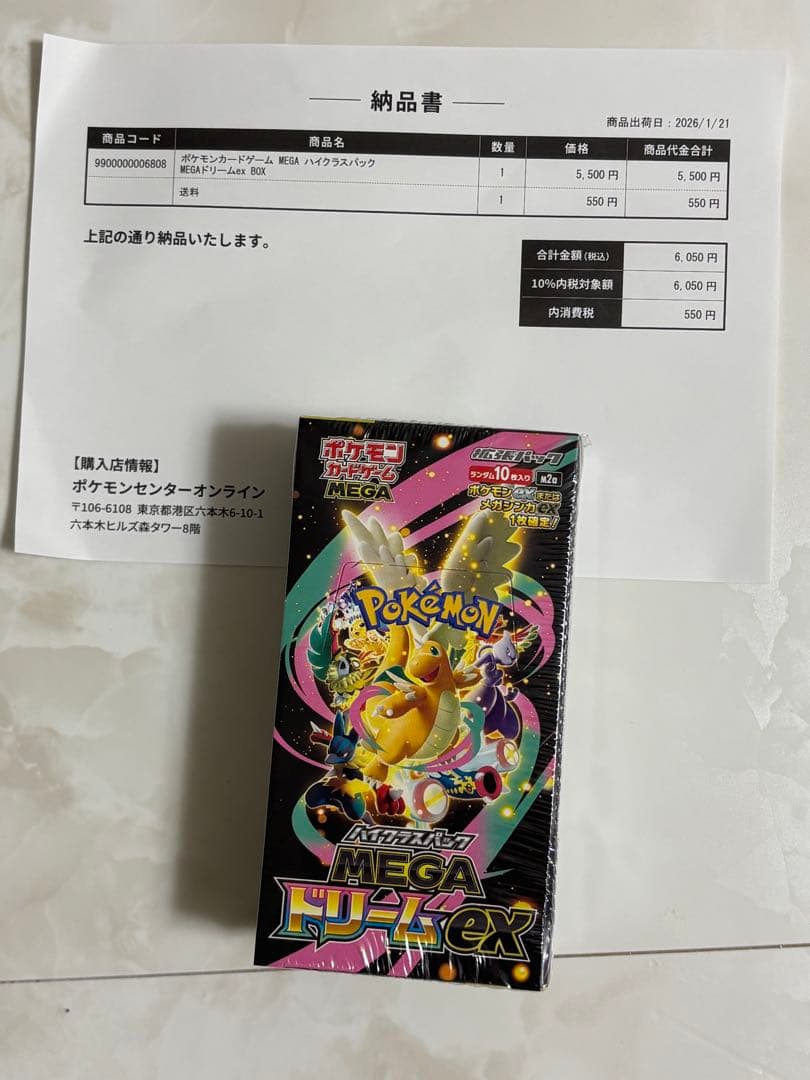 納品書
商品出荷日：2026/1/21
商品コード 商品名 数量 価格 商品代金合計
9900000006808 ポケモンカードゲーム MEGA ハイクラスパック 1 5,500 円 5,500 円
MEGAドリームex BOX
送料 1 550 円 550 円
上記の通り納品いたします。
合計金額(税込) 6,050 円
10%内税対象額 6,050 円
内消費税 550 円
【購入店情報】
ポケモンセンターオンライン
〒106-6108 東京都港区六本木6-10-1
六本木ヒルズ森タワー8階
ポケモン
カードゲーム
MEGA
拡張パック
ランダム10枚入り M2a
ポケモンexまたは
メガシンカex
1枚確定!
POKéMON
ハイクラスパック
MEGA
ドリームex